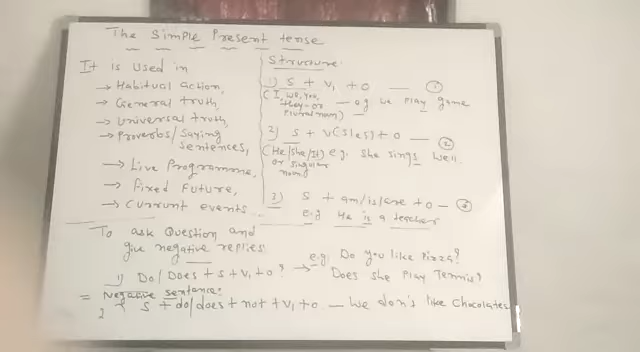 The Simple Present tense
It is used in
→ Habitual action,
→ General truth,
→ Universal truth,
→ Proverbs/Saying
sentences,
→ Live Programme,
→ Fixed Future,
→ Current events...
Structure:
1) S + V1 + O — ①
(I, we, you
they - or — eg we play game
plural noun)
2) S + V(s/es) + O — ②
(He/she/It) e.g. She sings well.
or singular
noun.
3) S + am/is/are + O — ③
e.g He is a teacher
To ask Question and
give negative replies.
1) Do/Does + S + V1 + O? → e.g: Do you like Pizza?
Does she play Tennis?
= Negative sentence:
S + do/does + not + V1 + O — We don's like Chocolates